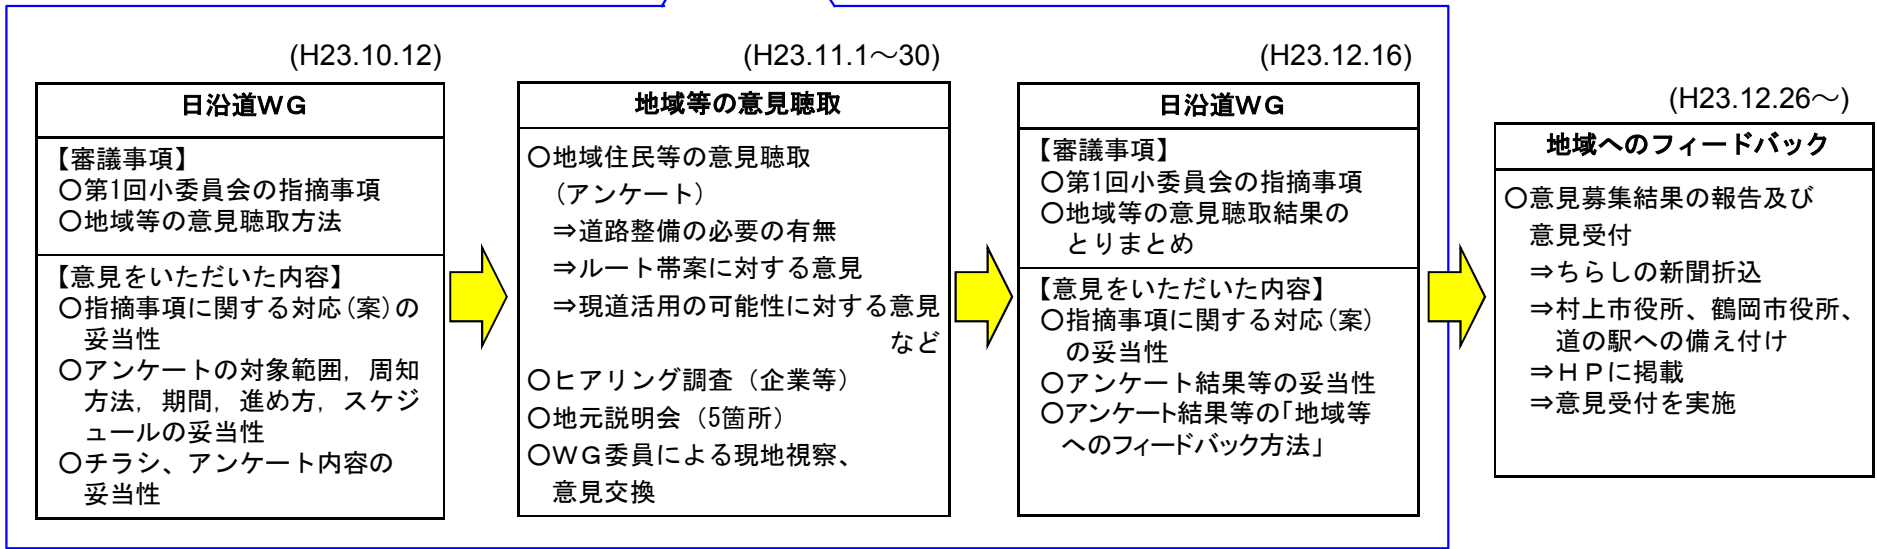 (H23.10.12)
日沿道WG
【審議事項】
○第1回小委員会の指摘事項
○地域等の意見聴取方法
【意見をいただいた内容】
○指摘事項に関する対応(案)の
妥当性
○アンケートの対象範囲，周知
方法，期間，進め方，スケジ
ュールの妥当性
○チラシ、アンケート内容の
妥当性
(H23.11.1～30)
地域等の意見聴取
○地域住民等の意見聴取
（アンケート）
⇒道路整備の必要の有無
⇒ルート帯案に対する意見
⇒現道活用の可能性に対する意見
など
○ヒアリング調査（企業等）
○地元説明会（5箇所）
○ＷＧ委員による現地視察、
意見交換
(H23.12.16)
日沿道WG
【審議事項】
○第1回小委員会の指摘事項
○地域等の意見聴取結果の
とりまとめ
【意見をいただいた内容】
○指摘事項に関する対応(案)
の妥当性
○アンケート結果等の妥当性
○アンケート結果等の「地域等
へのフィードバック方法」
(H23.12.26～)
地域へのフィードバック
○意見募集結果の報告及び
意見受付
⇒ちらしの新聞折込
⇒村上市役所、鶴岡市役所、
道の駅への備え付け
⇒ＨＰに掲載
⇒意見受付を実施